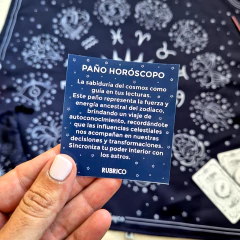 PAÑO HORÓSCOPO
La sabiduría del cosmos como
guía en tus lecturas.
Este paño representa la fuerza y
energía ancestral del zodiaco,
brindando un viaje de
autoconocimiento, recordándote
que las influencias celestiales
nos acompañan en nuestras
decisiones y transformaciones.
Sincroniza tu poder interior con
los astros.
RUBRICO